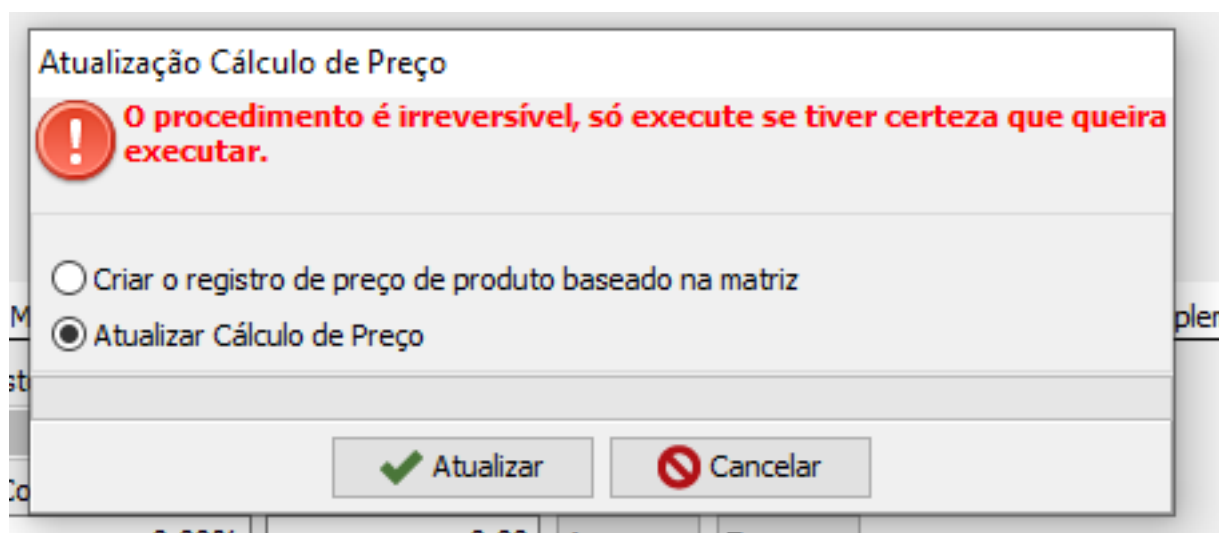 Atualização Cálculo de Preço
O procedimento é irreversível, só execute se tiver certeza que queira
executar.
Criar o registro de preço de produto baseado na matriz
Atualizar Cálculo de Preço
Atualizar
Cancelar